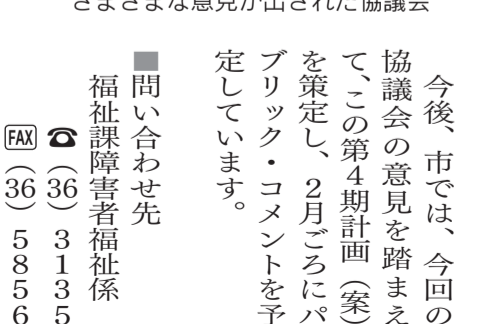 さまざまな意見が出された協議会
今後、市では、今回の
協議会の意見を踏まえ
て、この第4期計画(案)
を策定し、2月ごろにパ
ブリック・コメントを予
定しています。
■問い合わせ先
福祉課障害者福祉係
☎(36)3135
FAX(36)5856